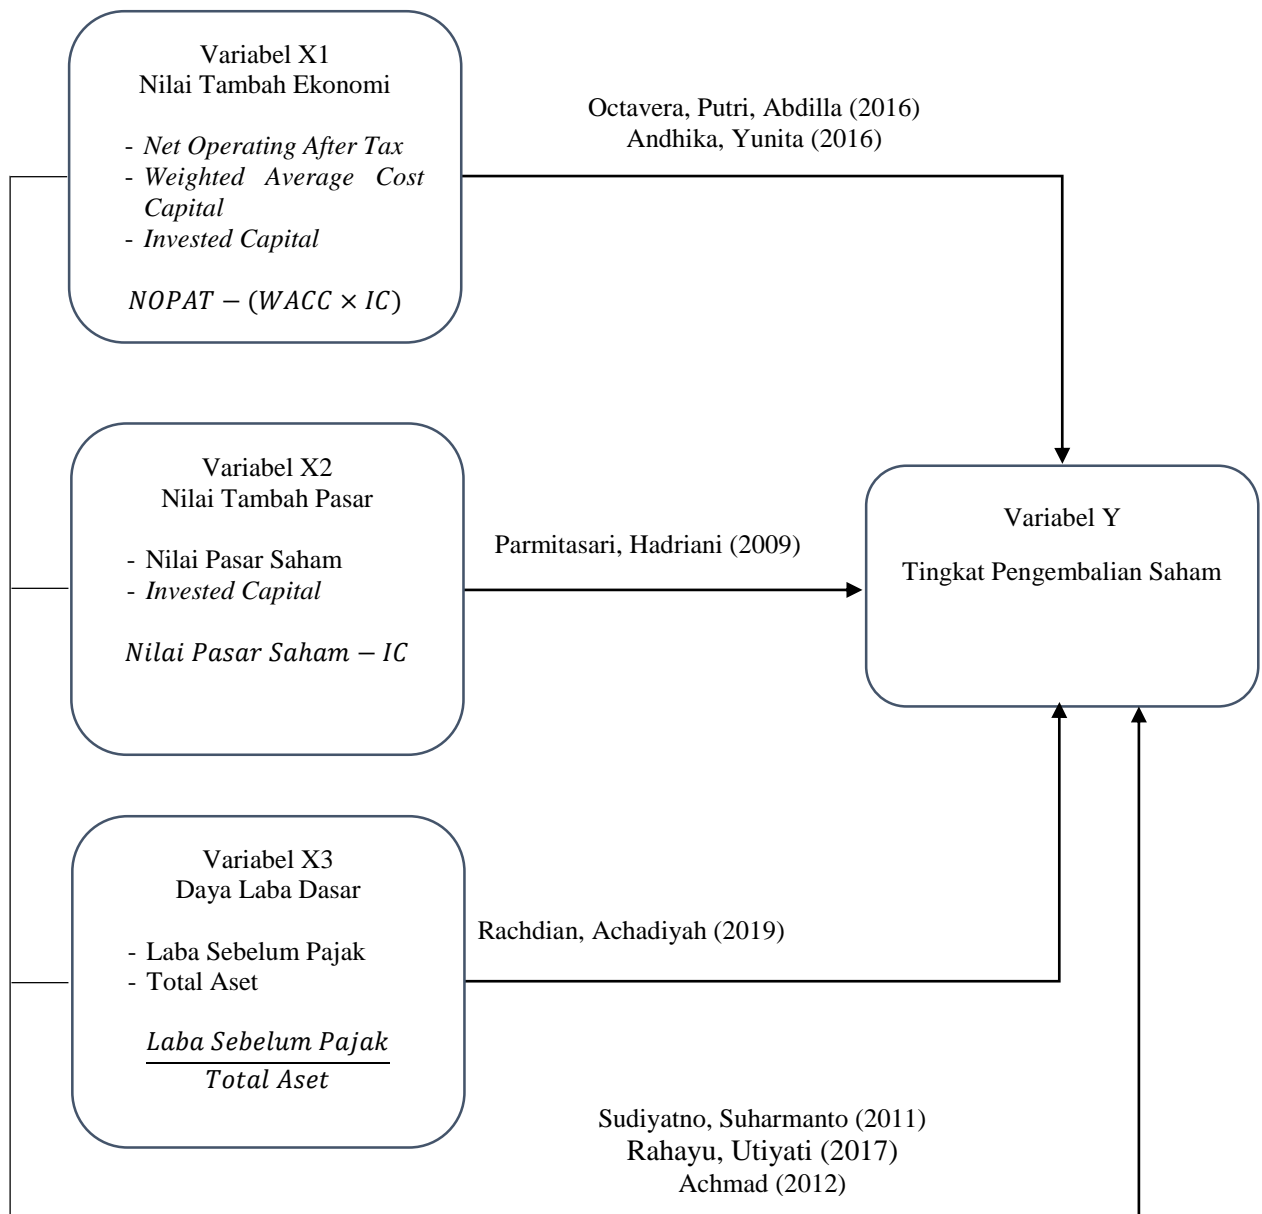 Variabel X1
Nilai Tambah Ekonomi
- Net Operating After Tax
- Weighted Average Cost
Capital
- Invested Capital
NOPAT − (WACC × IC)
Octavera, Putri, Abdilla (2016)
Andhika, Yunita (2016)
Variabel X2
Nilai Tambah Pasar
- Nilai Pasar Saham
- Invested Capital
Nilai Pasar Saham − IC
Parmitasari, Hadriani (2009)
Variabel Y
Tingkat Pengembalian Saham
Variabel X3
Daya Laba Dasar
- Laba Sebelum Pajak
- Total Aset
Laba Sebelum Pajak
Total Aset
Rachdian, Achadiyah (2019)
Sudiyatno, Suharmanto (2011)
Rahayu, Utiyati (2017)
Achmad (2012)